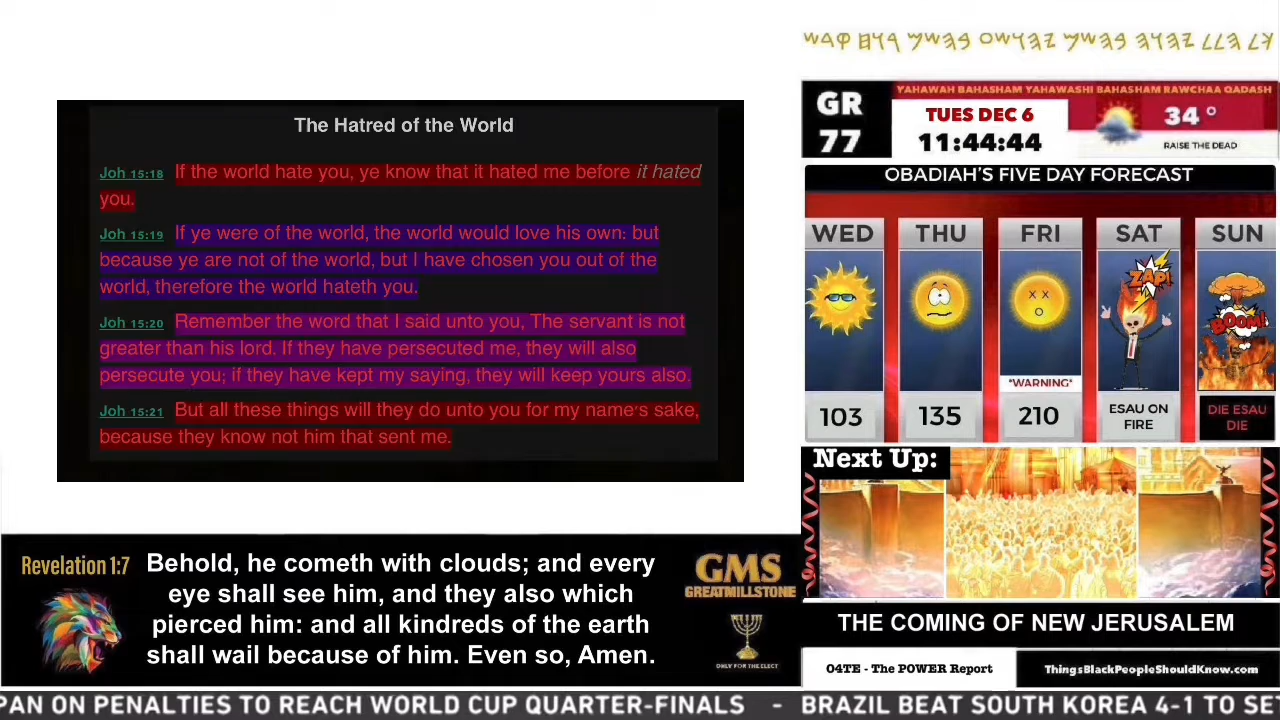 𐤊𐤋 𐤄𐤋𐤋 𐤉𐤄𐤅𐤄 𐤁𐤄𐤔𐤌 𐤉𐤄𐤅𐤔𐤏 𐤁𐤄𐤔𐤌 𐤓𐤅𐤇 𐤒𐤃𐤔
GR
77
YAHAWAH BAHASHAM YAHAWASHI BAHASHAM RAWCHAA QADASH
TUES DEC 6
11:44:44
34 °
RAISE THE DEAD
The Hatred of the World
Joh 15:18 If the world hate you, ye know that it hated me before it hated
you.
Joh 15:19 If ye were of the world, the world would love his own: but
because ye are not of the world, but I have chosen you out of the
world, therefore the world hateth you.
Joh 15:20 Remember the word that I said unto you, The servant is not
greater than his lord. If they have persecuted me, they will also
persecute you; if they have kept my saying, they will keep yours also.
Joh 15:21 But all these things will they do unto you for my name's sake,
because they know not him that sent me.
OBADIAH'S FIVE DAY FORECAST
WED THU FRI SAT SUN
ZAP!
BOOM!
*WARNING*
103 135 210 ESAU ON FIRE DIE ESAU DIE
Next Up:
THE COMING OF NEW JERUSALEM
04TE - The POWER Report ThingsBlackPeopleShouldKnow.com
Revelation 1:7
Behold, he cometh with clouds; and every
eye shall see him, and they also which
pierced him: and all kindreds of the earth
shall wail because of him. Even so, Amen.
GMS
GREATMILLSTONE
ONLY FOR THE ELECT
PAN ON PENALTIES TO REACH WORLD CUP QUARTER-FINALS - BRAZIL BEAT SOUTH KOREA 4-1 TO SE